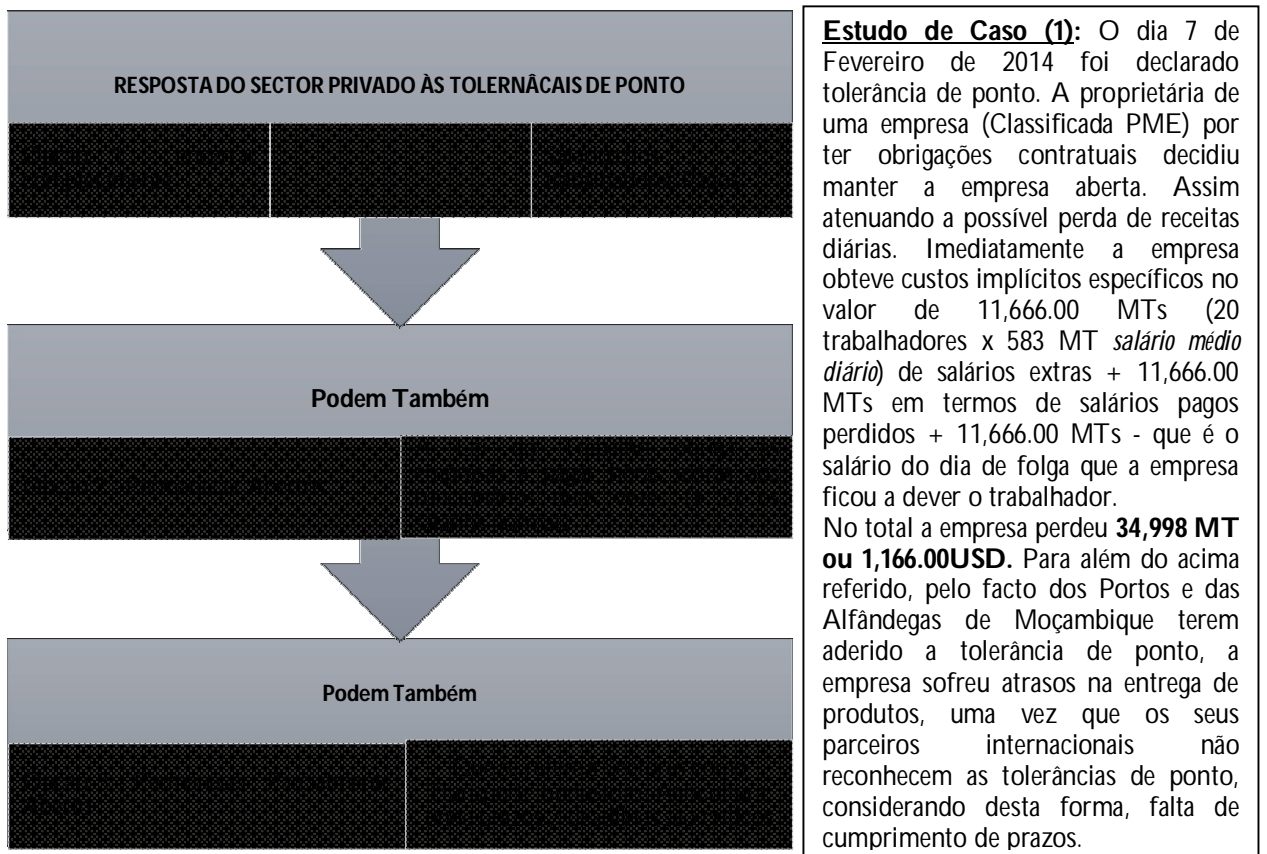 RESPOSTA DO SECTOR PRIVADO ÀS TOLERNÂCAIS DE PONTO
Podem Também
Podem Também
Estudo de Caso (1): O dia 7 de
Fevereiro de 2014 foi declarado
tolerância de ponto. A proprietária de
uma empresa (Classificada PME) por
ter obrigações contratuais decidiu
manter a empresa aberta. Assim
atenuando a possível perda de receitas
diárias. Imediatamente a empresa
obteve custos implícitos específicos no
valor de 11,666.00 MTs (20
trabalhadores x 583 MT salário médio
diário) de salários extras + 11,666.00
MTs em termos de salários pagos
perdidos + 11,666.00 MTs - que é o
salário do dia de folga que a empresa
ficou a dever o trabalhador.
No total a empresa perdeu 34,998 MT
ou 1,166.00USD. Para além do acima
referido, pelo facto dos Portos e das
Alfândegas de Moçambique terem
aderido a tolerância de ponto, a
empresa sofreu atrasos na entrega de
produtos, uma vez que os seus
parceiros internacionais não
reconhecem as tolerâncias de ponto,
considerando desta forma, falta de
cumprimento de prazos.